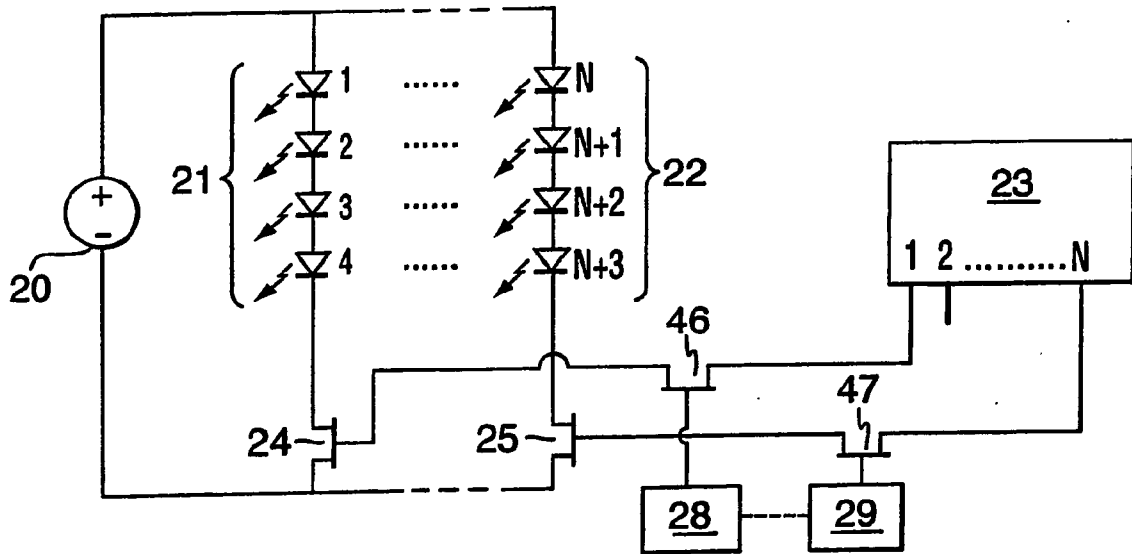 1 ...... N
2 ...... N+1
21 22
3 ...... N+2
4 ...... N+3
+
-
20
23
1 2 .......... N
46
47
24 25
28 29